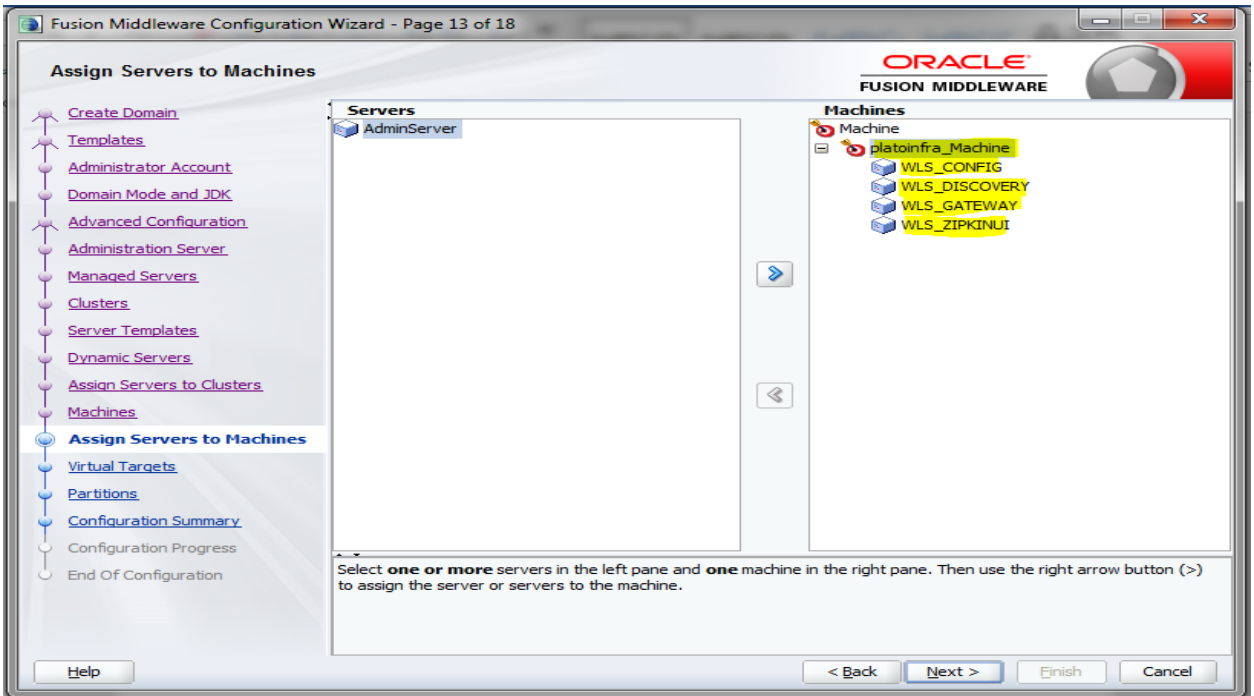 Fusion Middleware Configuration Wizard - Page 13 of 18
Assign Servers to Machines
ORACLE
FUSION MIDDLEWARE
Create Domain
Templates
Administrator Account
Domain Mode and JDK
Advanced Configuration
Administration Server
Managed Servers
Clusters
Server Templates
Dynamic Servers
Assign Servers to Clusters
Machines
Assign Servers to Machines
Virtual Targets
Partitions
Configuration Summary
Configuration Progress
End Of Configuration
Servers
AdminServer
Machines
Machine
platoinfra_Machine
WLS_CONFIG
WLS_DISCOVERY
WLS_GATEWAY
WLS_ZIPKINUI
Select one or more servers in the left pane and one machine in the right pane. Then use the right arrow button (>)
to assign the server or servers to the machine.
Help
< Back
Next >
Finish
Cancel